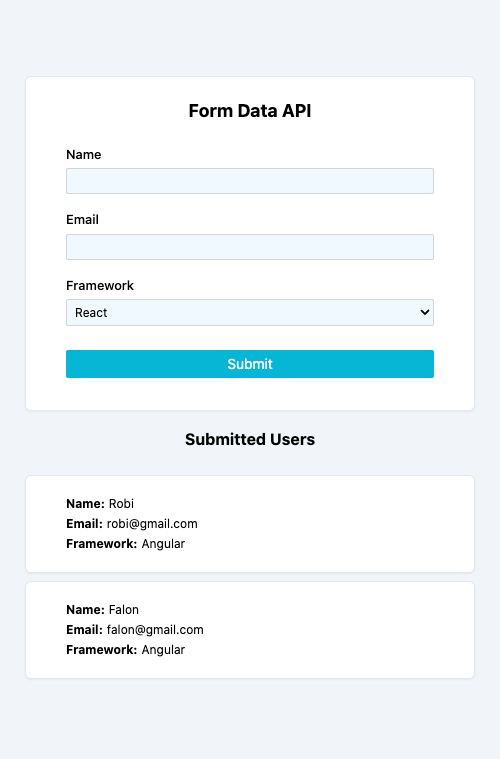 Form Data API
Name
Email
Framework
React
Submit
Submitted Users
Name: Robi
Email: robi@gmail.com
Framework: Angular
Name: Falon
Email: falon@gmail.com
Framework: Angular